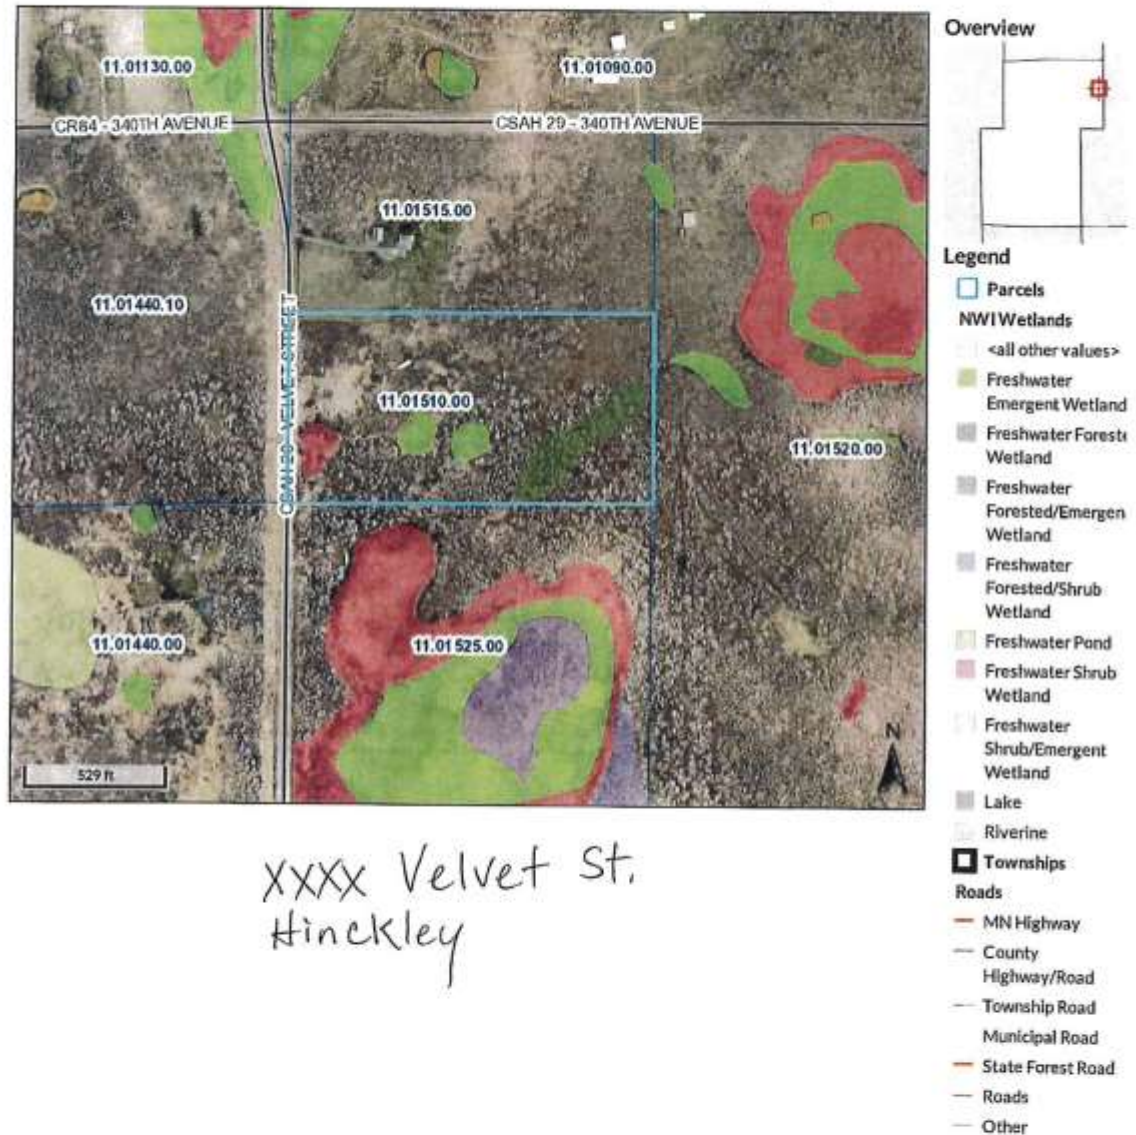 11.01130.00
11.01090.00
CR84 - 340TH AVENUE
CSAH 29 - 340TH AVENUE
11.01515.00
11.01440.10
CSAH 29 - VELVET STREET
11.01510.00
11.01520.00
11.01440.00
11.01525.00
529 ft
N
XXXX Velvet St.
Hinckley
Overview
Legend
Parcels
NWI Wetlands
<all other values>
Freshwater
Emergent Wetland
Freshwater Foreste
Wetland
Freshwater
Forested/Emergen
Wetland
Freshwater
Forested/Shrub
Wetland
Freshwater Pond
Freshwater Shrub
Wetland
Freshwater
Shrub/Emergent
Wetland
Lake
Riverine
Townships
Roads
MN Highway
County
Highway/Road
Township Road
Municipal Road
State Forest Road
Roads
Other